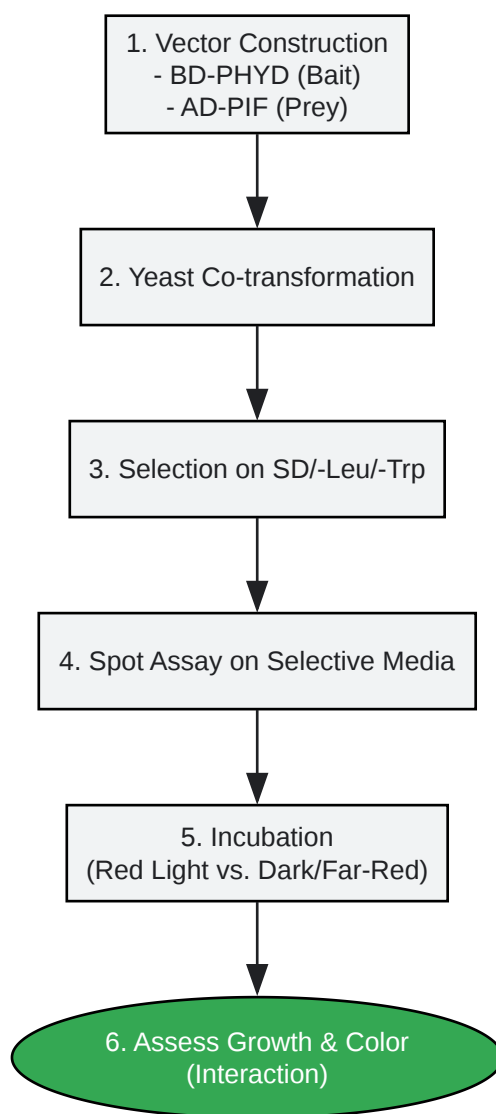 1. Vector Construction
- BD-PHYD (Bait)
- AD-PIF (Prey)
2. Yeast Co-transformation
3. Selection on SD/-Leu/-Trp
4. Spot Assay on Selective Media
5. Incubation
(Red Light vs. Dark/Far-Red)
6. Assess Growth & Color
(Interaction)